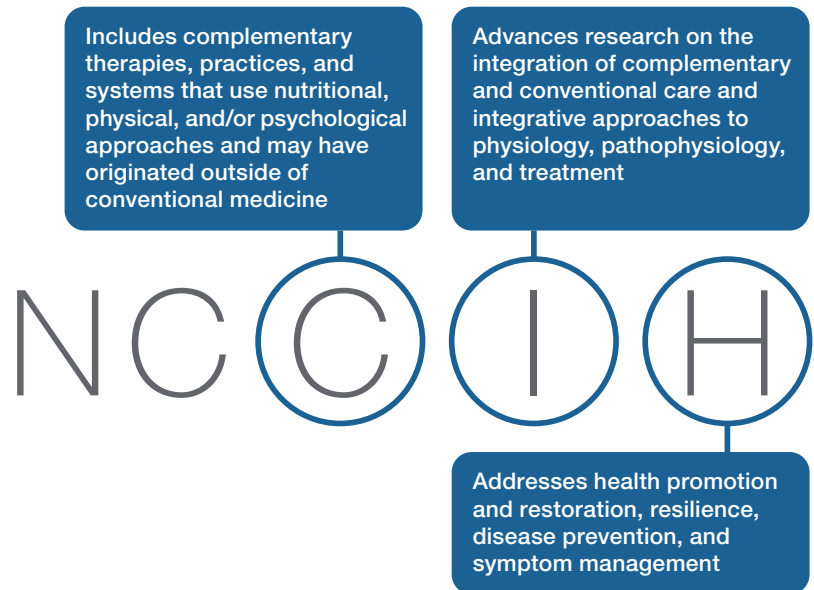 Includes complementary
therapies, practices, and
systems that use nutritional,
physical, and/or psychological
approaches and may have
originated outside of
conventional medicine
Advances research on the
integration of complementary
and conventional care and
integrative approaches to
physiology, pathophysiology,
and treatment
NCCIH
Addresses health promotion
and restoration, resilience,
disease prevention, and
symptom management